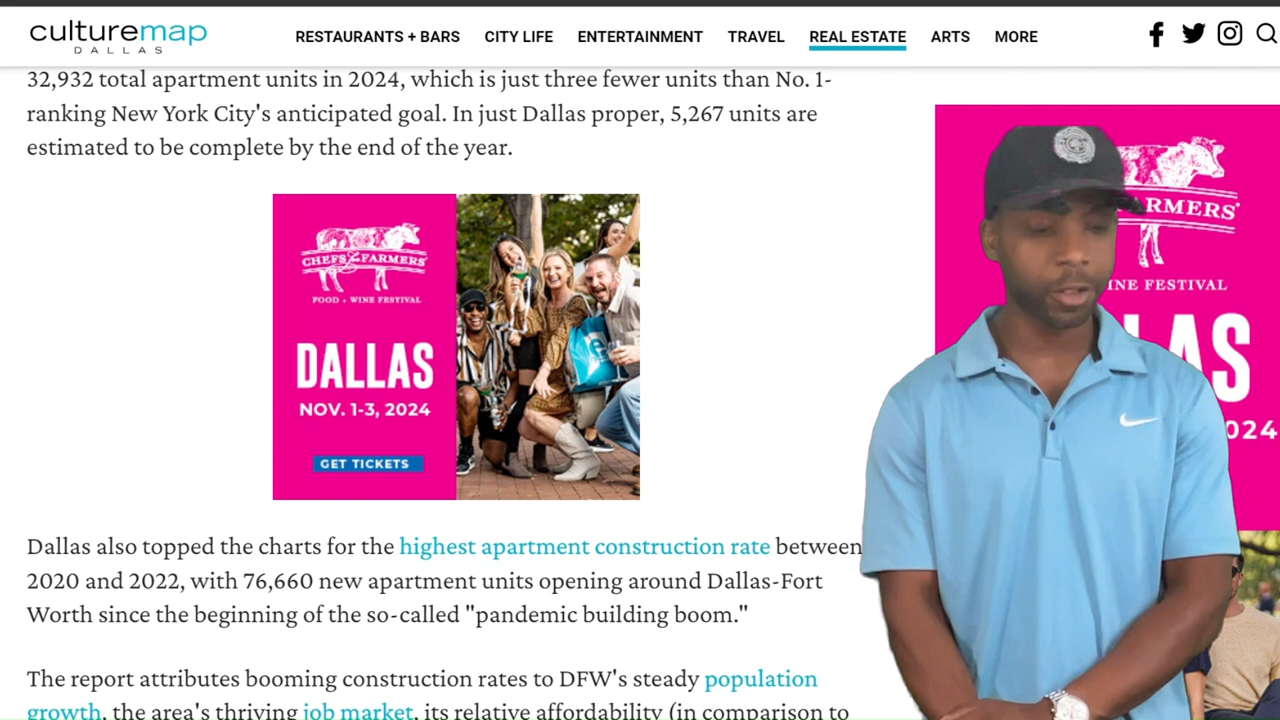 culturemap
DALLAS
RESTAURANTS + BARS CITY LIFE ENTERTAINMENT TRAVEL REAL ESTATE ARTS MORE
32,932 total apartment units in 2024, which is just three fewer units than No. 1-
ranking New York City's anticipated goal. In just Dallas proper, 5,267 units are
estimated to be complete by the end of the year.
CHEFS for FARMERS
FOOD + WINE FESTIVAL
DALLAS
NOV. 1-3, 2024
GET TICKETS
ARMERS
INE FESTIVAL
LAS
024
Dallas also topped the charts for the highest apartment construction rate between
2020 and 2022, with 76,660 new apartment units opening around Dallas-Fort
Worth since the beginning of the so-called "pandemic building boom."
The report attributes booming construction rates to DFW's steady population
growth, the area's thriving job market, its relative affordability (in comparison to